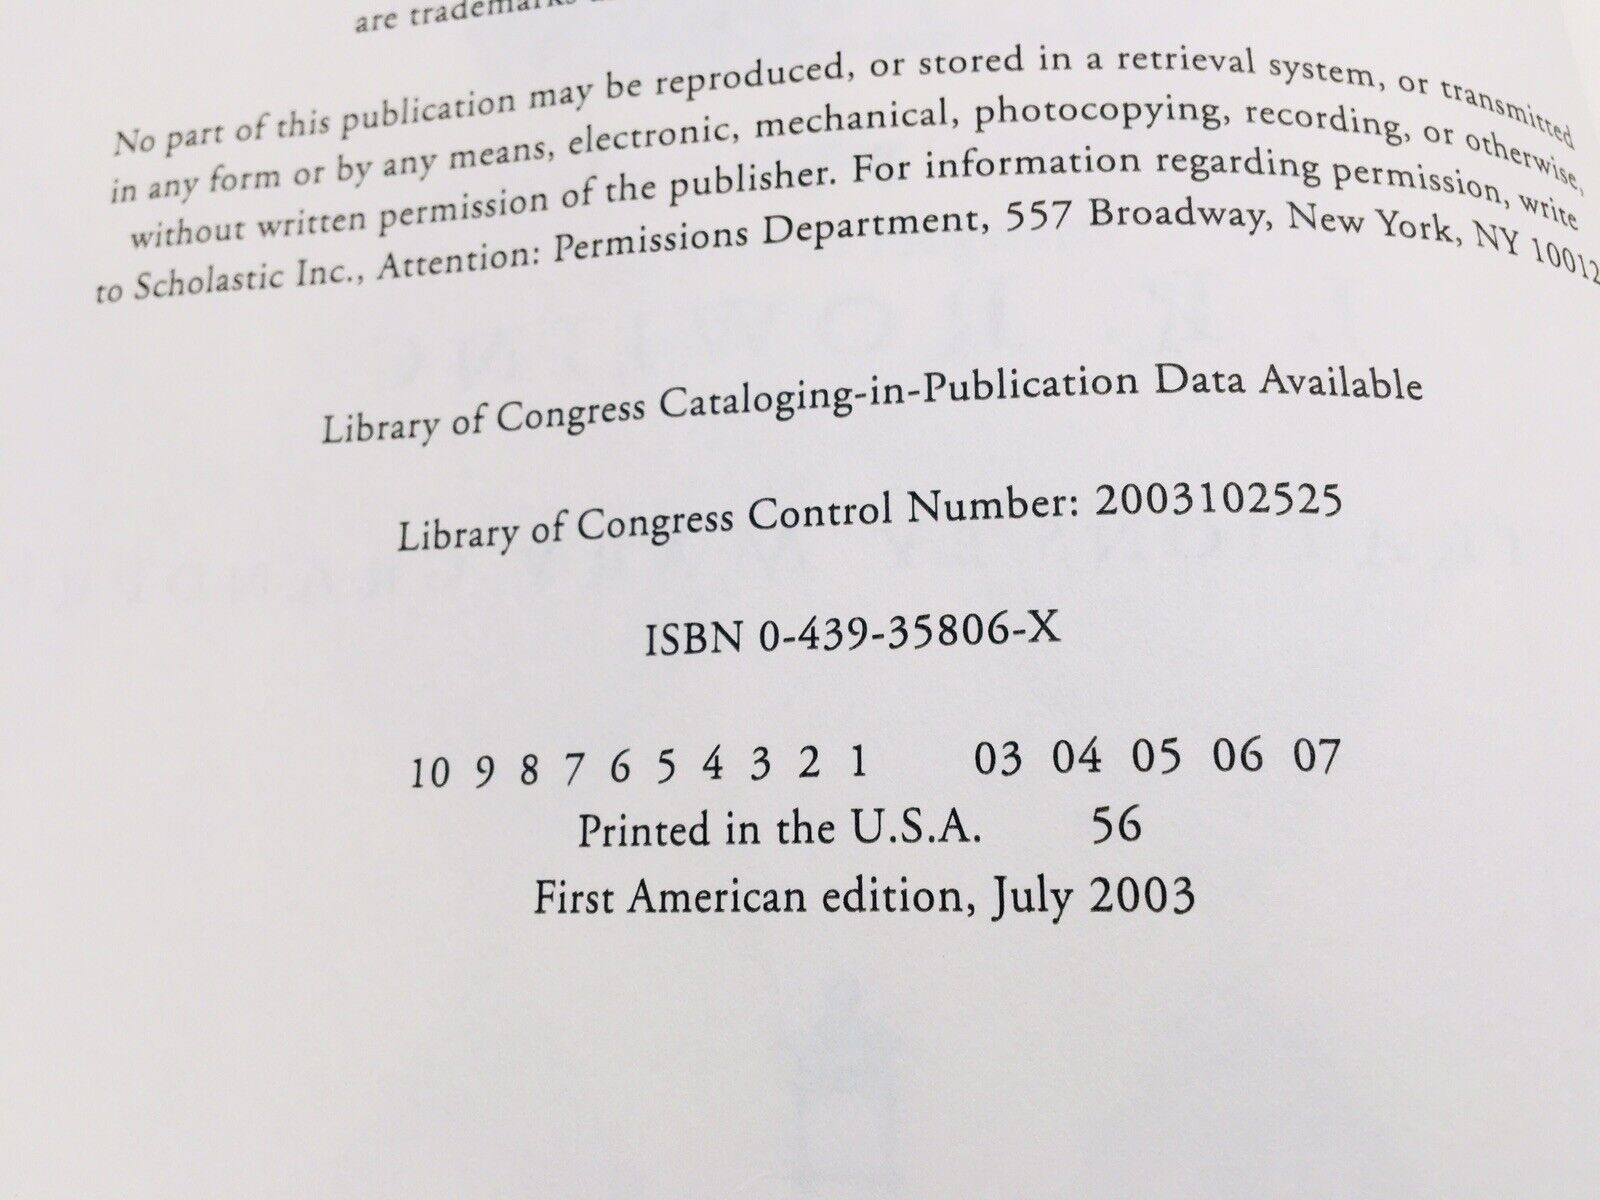 are trademarks
No part of this publication may be reproduced, or stored in a retrieval system, or transmitted
in any form or by any means, electronic, mechanical, photocopying, recording, or otherwise,
without written permission of the publisher. For information regarding permission, write
to Scholastic Inc., Attention: Permissions Department, 557 Broadway, New York, NY 10012
Library of Congress Cataloging-in-Publication Data Available
Library of Congress Control Number: 2003102525
ISBN 0-439-35806-X
10 9 8 7 6 5 4 3 2 1 03 04 05 06 07
Printed in the U.S.A. 56
First American edition, July 2003